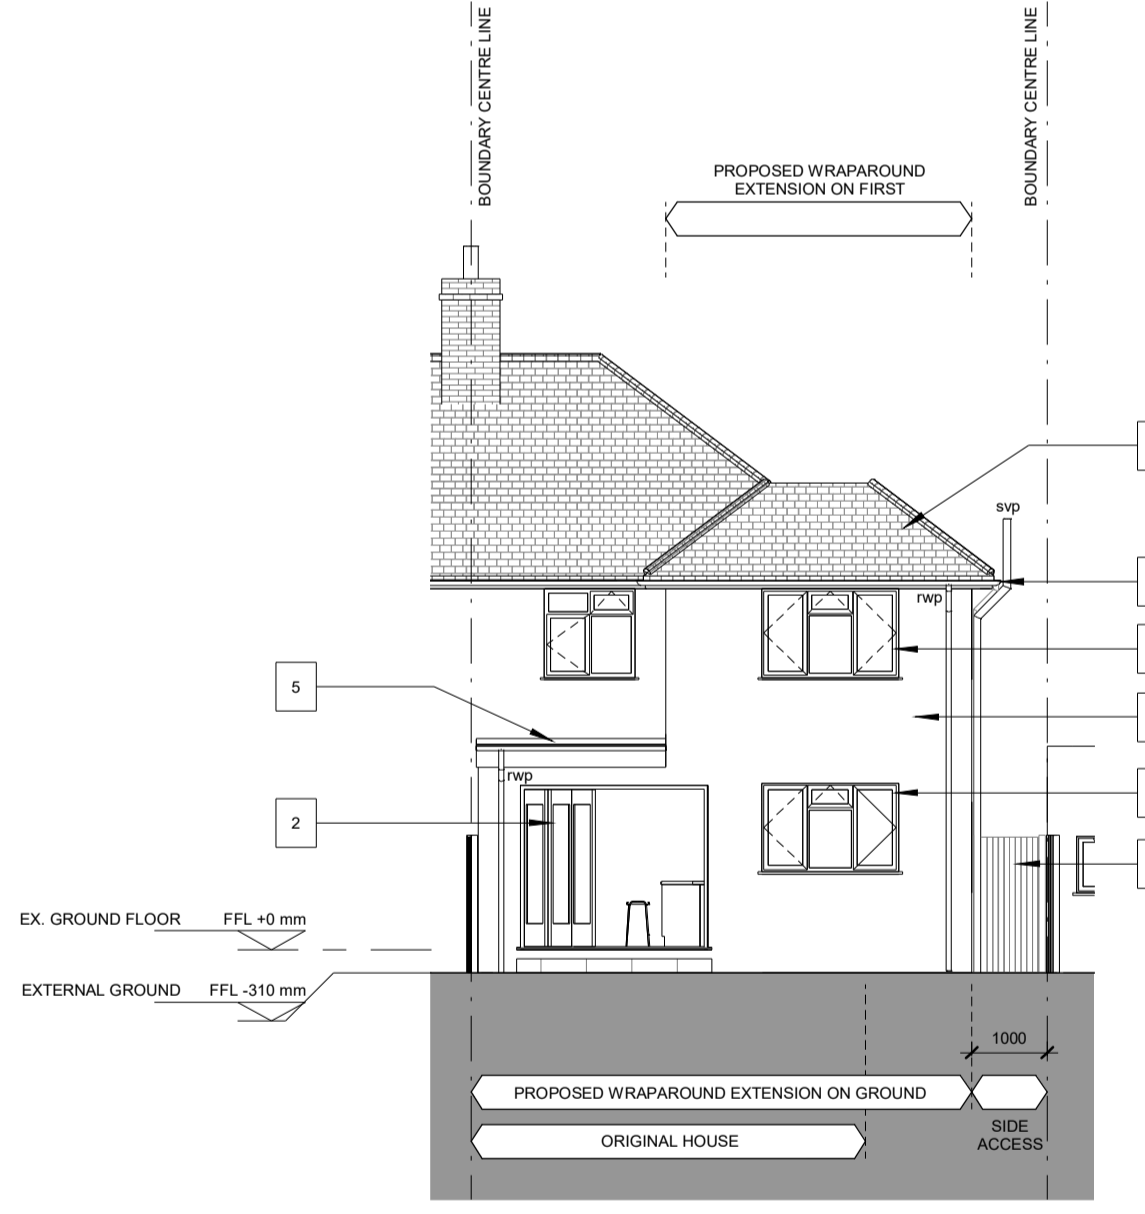 BOUNDARY CENTRE LINE
BOUNDARY CENTRE LINE
PROPOSED WRAPAROUND
EXTENSION ON FIRST
svp
rwp
5
rwp
2
EX. GROUND FLOOR FFL +0 mm
EXTERNAL GROUND FFL -310 mm
1000
PROPOSED WRAPAROUND EXTENSION ON GROUND
SIDE
ACCESS
ORIGINAL HOUSE